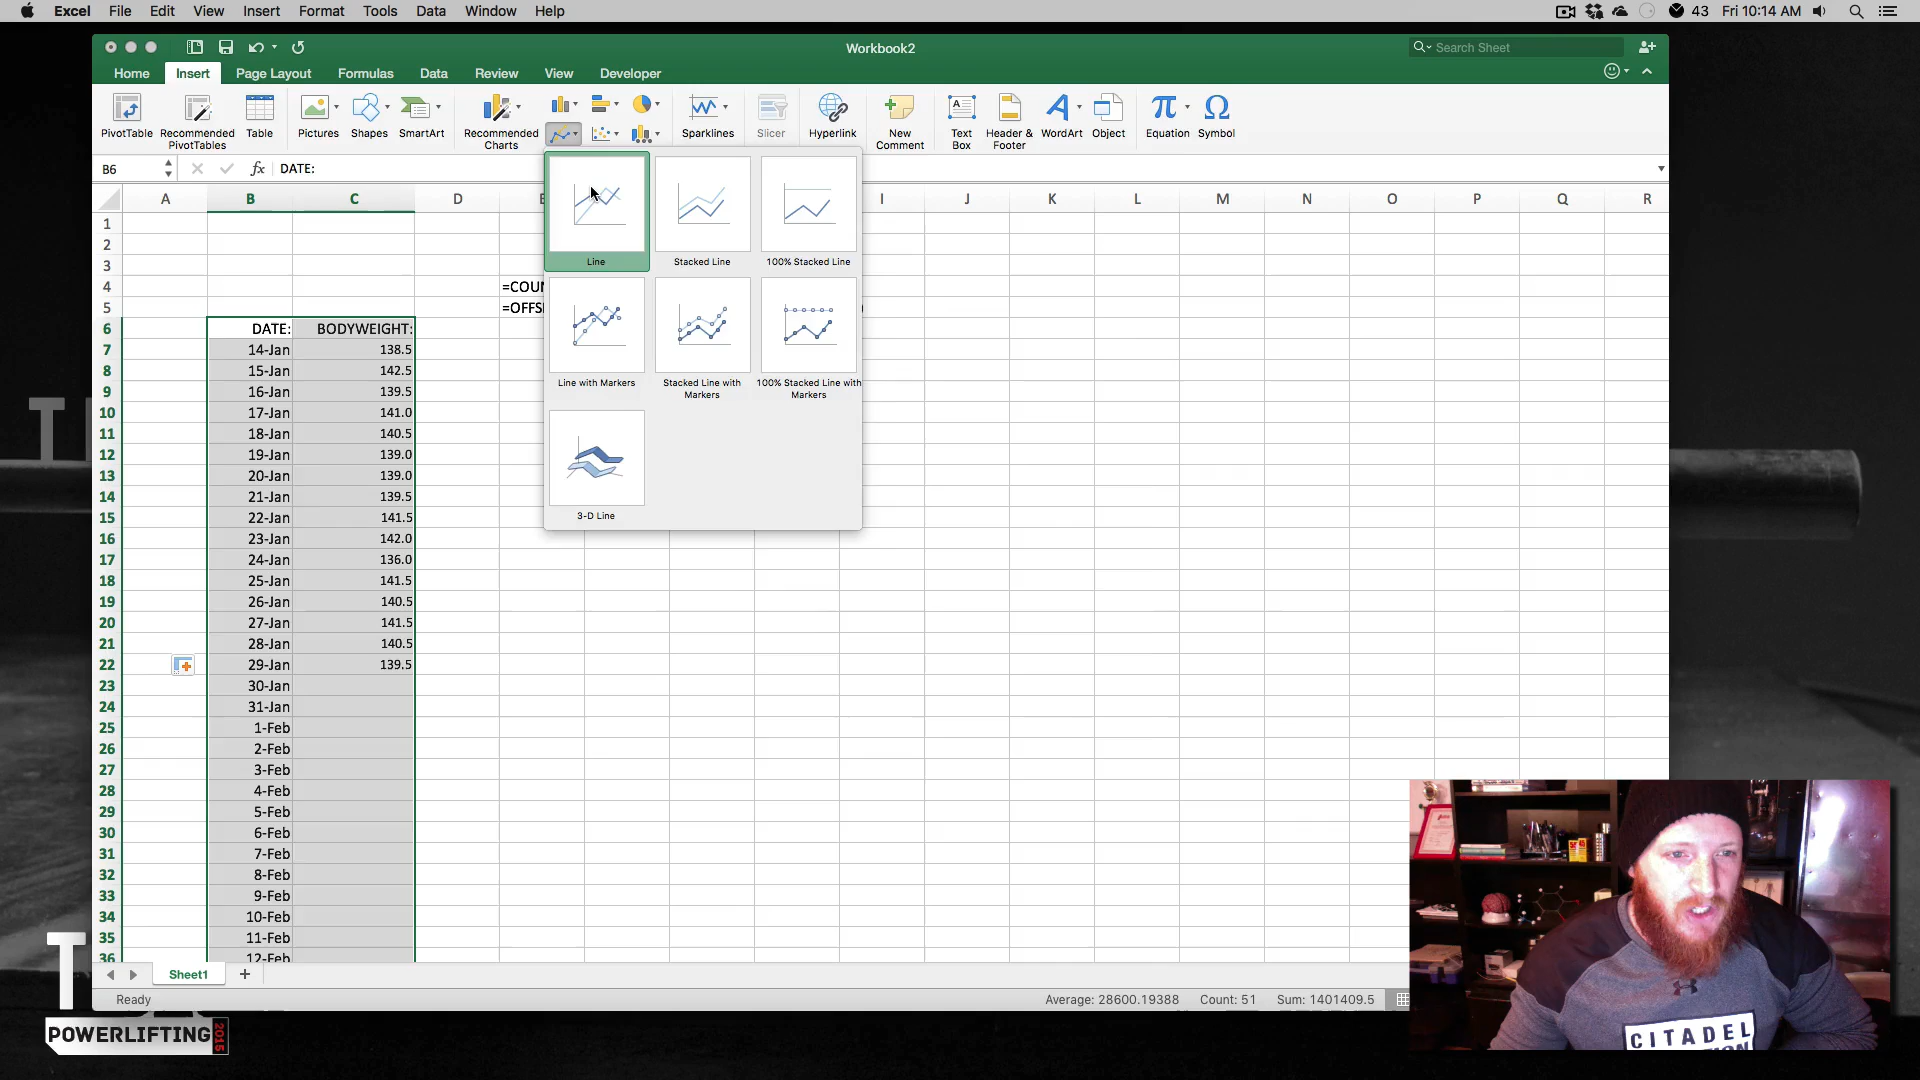 Excel File Edit View Insert Format Tools Data Window Help 43 Fri 10:14 AM
Workbook2
Search Sheet
Home Insert Page Layout Formulas Data Review View Developer
PivotTable Recommended PivotTables Table Pictures Shapes SmartArt Recommended Charts Sparklines Slicer Hyperlink New Comment Text Box Header & Footer WordArt Object Equation Symbol
B6 fx DATE:
A B C D E I J K L M N O P Q R
1
2
3
4 =COUN
5 =OFFSE
6 DATE: BODYWEIGHT:
7 14-Jan 138.5
8 15-Jan 142.5
9 16-Jan 139.5
10 17-Jan 141.0
11 18-Jan 140.5
12 19-Jan 139.0
13 20-Jan 139.0
14 21-Jan 139.5
15 22-Jan 141.5
16 23-Jan 142.0
17 24-Jan 136.0
18 25-Jan 141.5
19 26-Jan 140.5
20 27-Jan 141.5
21 28-Jan 140.5
22 29-Jan 139.5
23 30-Jan
24 31-Jan
25 1-Feb
26 2-Feb
27 3-Feb
28 4-Feb
29 5-Feb
30 6-Feb
31 7-Feb
32 8-Feb
33 9-Feb
34 10-Feb
35 11-Feb
36 12-Feb
Line Stacked Line 100% Stacked Line
Line with Markers Stacked Line with Markers 100% Stacked Line with Markers
3-D Line
Sheet1
Ready Average: 28600.19388 Count: 51 Sum: 1401409.5
POWERLIFTING 2015
CITADEL